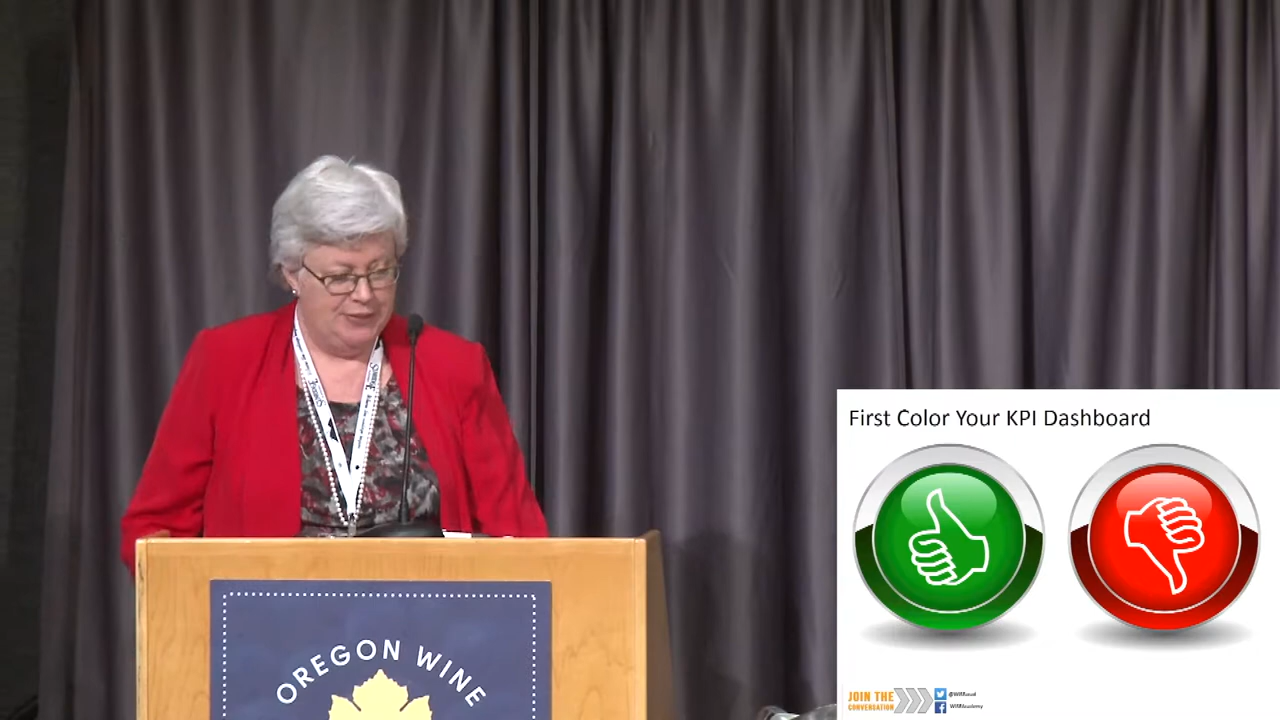 OREGON WINE
First Color Your KPI Dashboard
JOIN THE
CONVERSATION